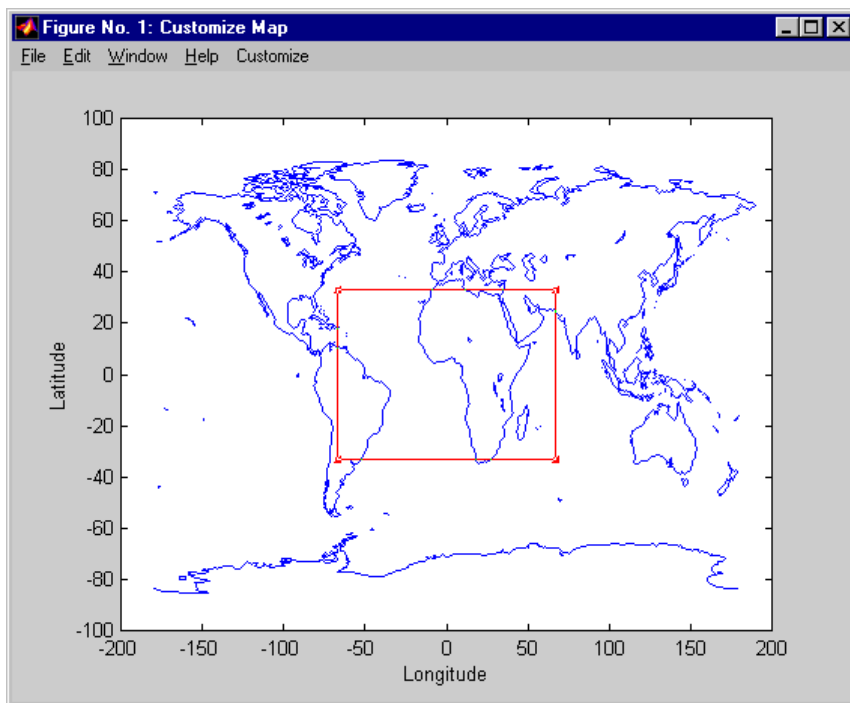 Figure No. 1: Customize Map
File Edit Window Help Customize
100
80
60
40
20
0
-20
-40
-60
-80
-100
Latitude
-200 -150 -100 -50 0 50 100 150 200
Longitude